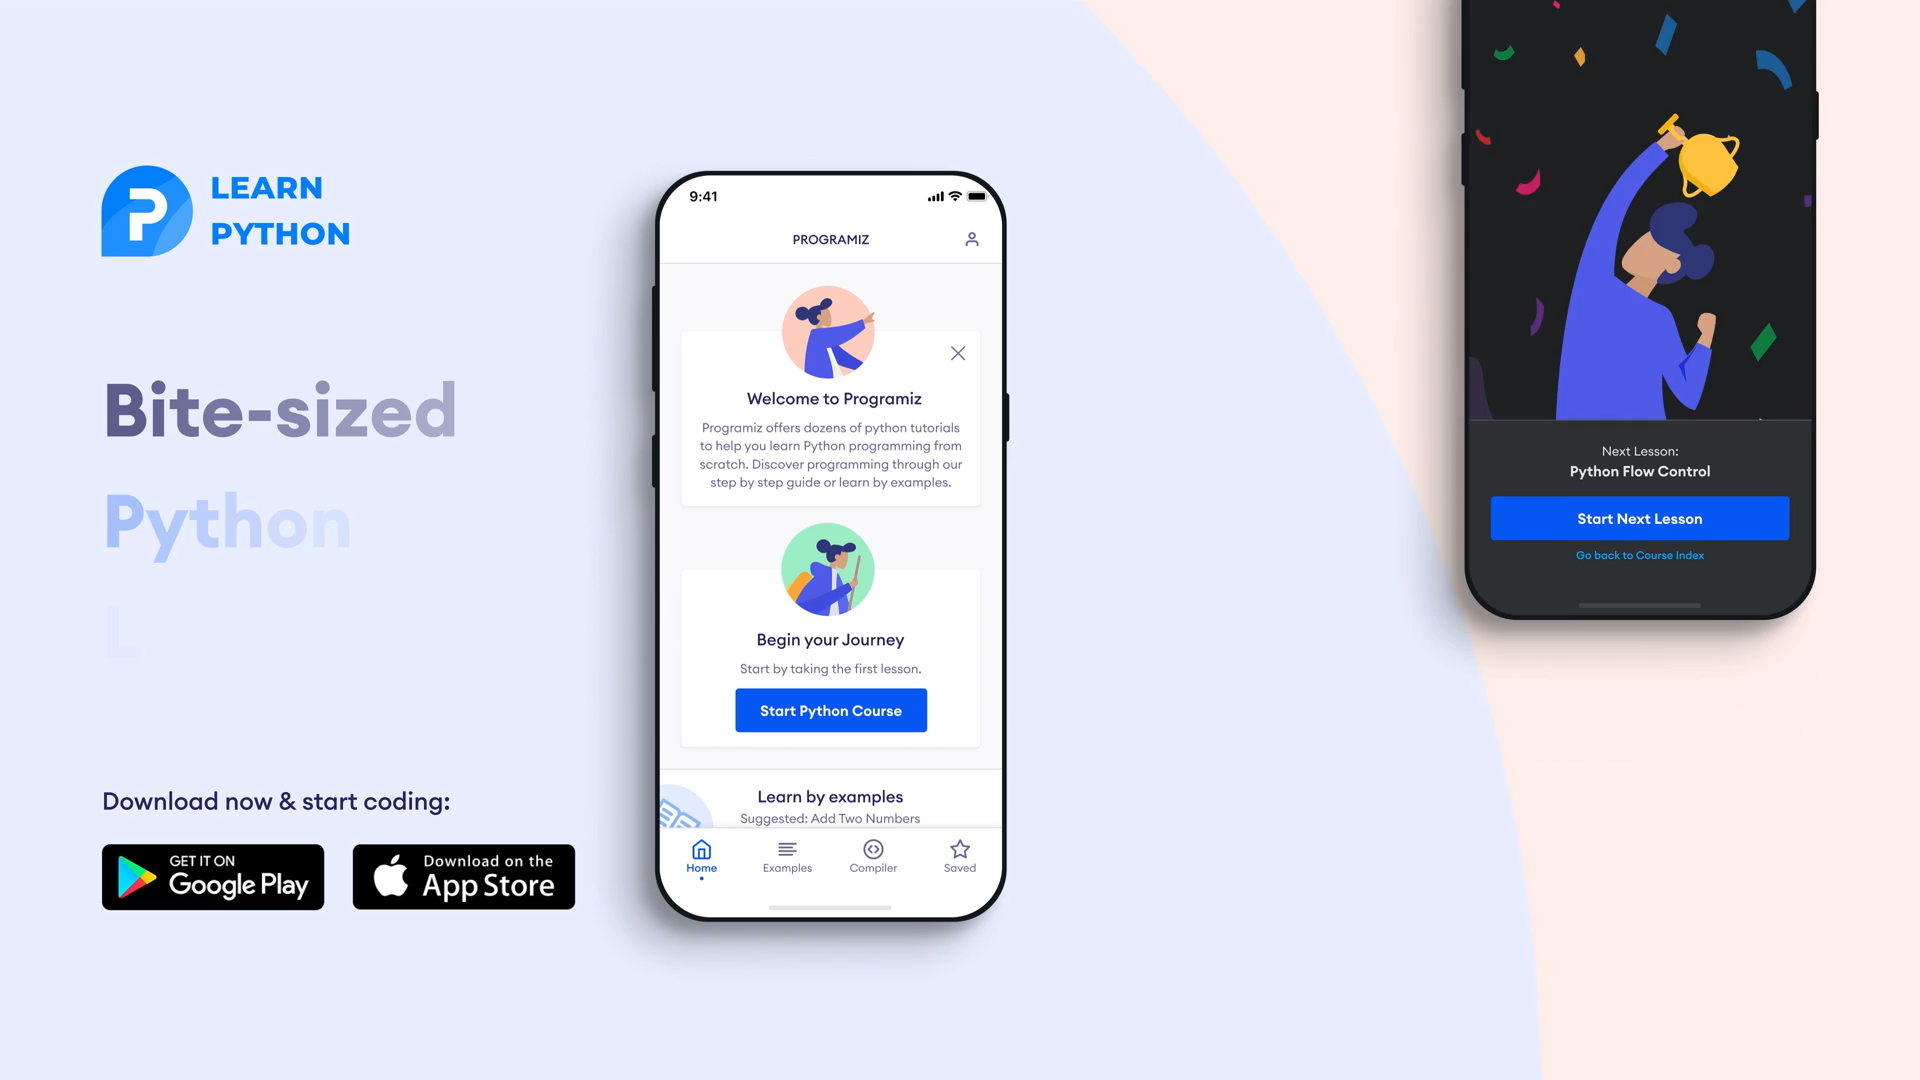 LEARN
PYTHON
Bite-sized
Python
L
Download now & start coding:
GET IT ON
Google Play
Download on the
App Store
9:41
PROGRAMIZ
Welcome to Programiz
Programiz offers dozens of python tutorials
to help you learn Python programming from
scratch. Discover programming through our
step by step guide or learn by examples.
Begin your Journey
Start by taking the first lesson.
Start Python Course
Learn by examples
Suggested: Add Two Numbers
Home
Examples
Compiler
Saved
Next Lesson:
Python Flow Control
Start Next Lesson
Go back to Course Index